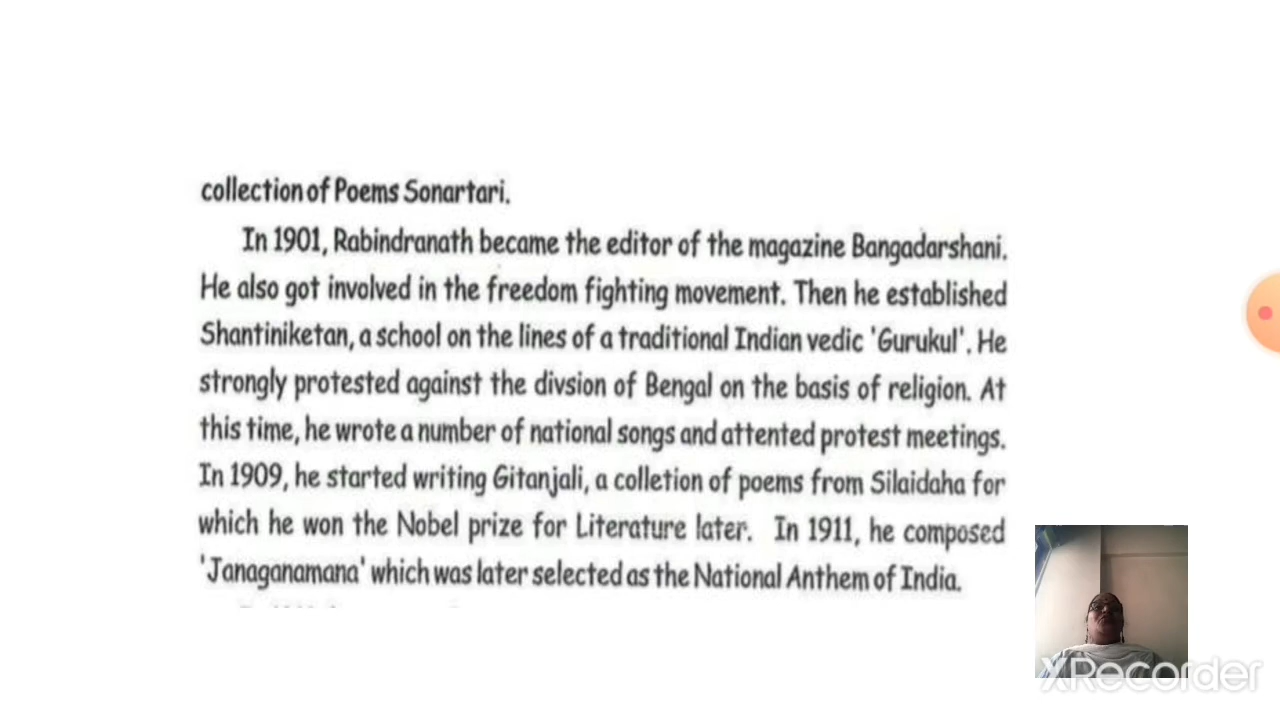 collection of Poems Sonartari.
In 1901, Rabindranath became the editor of the magazine Bangadarshani.
He also got involved in the freedom fighting movement. Then he established
Shantiniketan, a school on the lines of a traditional Indian vedic 'Gurukul'. He
strongly protested against the divsion of Bengal on the basis of religion. At
this time, he wrote a number of national songs and attented protest meetings.
In 1909, he started writing Gitanjali, a colletion of poems from Silaidaha for
which he won the Nobel prize for Literature later. In 1911, he composed
'Janaganamana' which was later selected as the National Anthem of India.
XRecorder